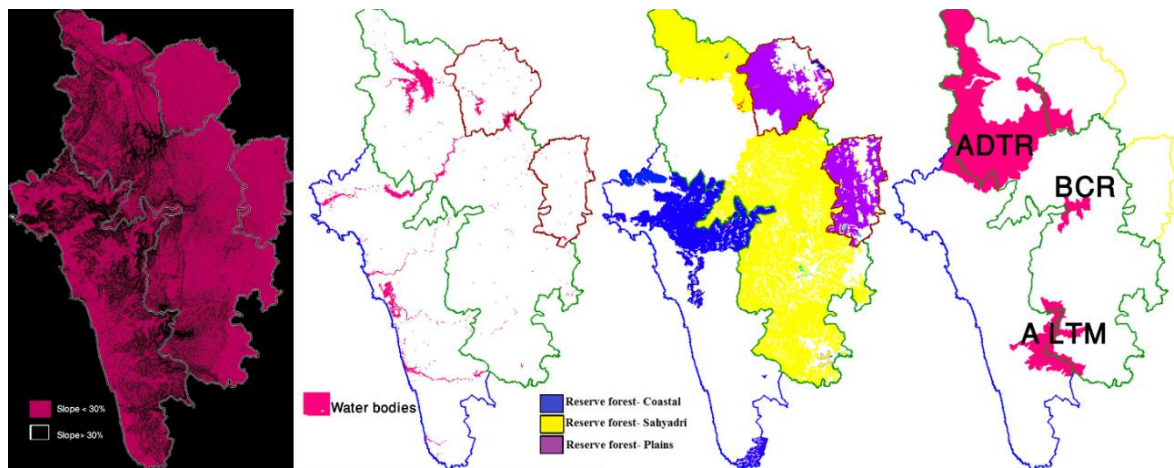 Slope < 30%
Slope> 30%
Water bodies
Reserve forest- Coastal
Reserve forest- Sahyadri
Reserve forest- Plains
ADTR
BCR
A LTM